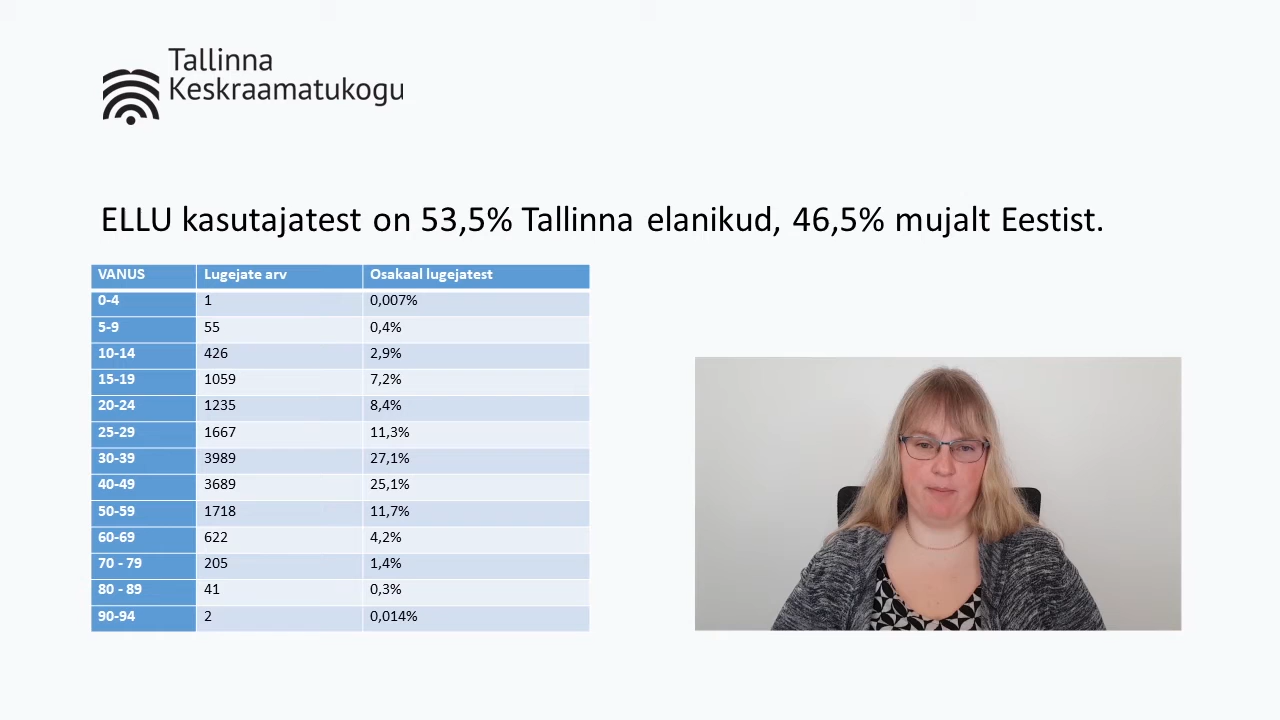 Tallinna
Keskraamatukogu
ELLU kasutajatest on 53,5% Tallinna elanikud, 46,5% mujalt Eestist.
VANUS Lugejate arv Osakaal lugejatest
0-4 1 0,007%
5-9 55 0,4%
10-14 426 2,9%
15-19 1059 7,2%
20-24 1235 8,4%
25-29 1667 11,3%
30-39 3989 27,1%
40-49 3689 25,1%
50-59 1718 11,7%
60-69 622 4,2%
70 - 79 205 1,4%
80 - 89 41 0,3%
90-94 2 0,014%